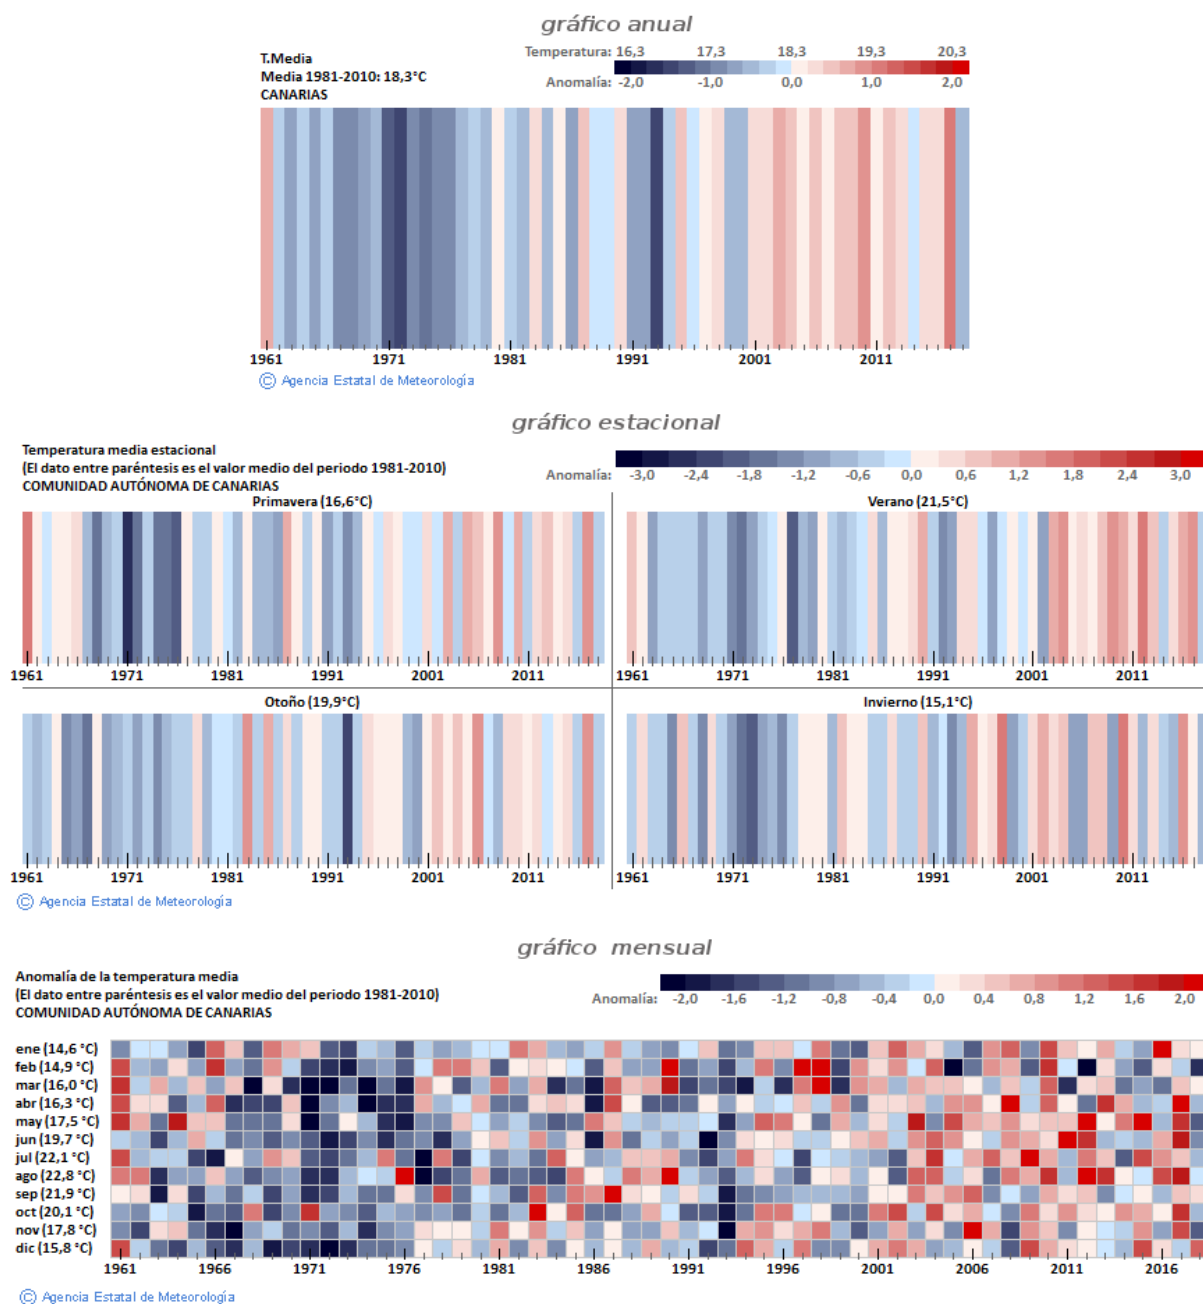 gráfico anual
T.Media
Media 1981-2010: 18,3°C
CANARIAS
Temperatura: 16,3 17,3 18,3 19,3 20,3
Anomalía: -2,0 -1,0 0,0 1,0 2,0
1961 1971 1981 1991 2001 2011
© Agencia Estatal de Meteorología
gráfico estacional
Temperatura media estacional
(El dato entre paréntesis es el valor medio del periodo 1981-2010)
COMUNIDAD AUTÓNOMA DE CANARIAS
Anomalía: -3,0 -2,4 -1,8 -1,2 -0,6 0,0 0,6 1,2 1,8 2,4 3,0
Primavera (16,6°C) Verano (21,5°C)
1961 1971 1981 1991 2001 2011 1961 1971 1981 1991 2001 2011
Otoño (19,9°C) Invierno (15,1°C)
1961 1971 1981 1991 2001 2011 1961 1971 1981 1991 2001 2011
© Agencia Estatal de Meteorología
gráfico mensual
Anomalía de la temperatura media
(El dato entre paréntesis es el valor medio del periodo 1981-2010)
COMUNIDAD AUTÓNOMA DE CANARIAS
Anomalía: -2,0 -1,6 -1,2 -0,8 -0,4 0,0 0,4 0,8 1,2 1,6 2,0
ene (14,6 °C)
feb (14,9 °C)
mar (16,0 °C)
abr (16,3 °C)
may (17,5 °C)
jun (19,7 °C)
jul (22,1 °C)
ago (22,8 °C)
sep (21,9 °C)
oct (20,1 °C)
nov (17,8 °C)
dic (15,8 °C)
1961 1966 1971 1976 1981 1986 1991 1996 2001 2006 2011 2016
© Agencia Estatal de Meteorología